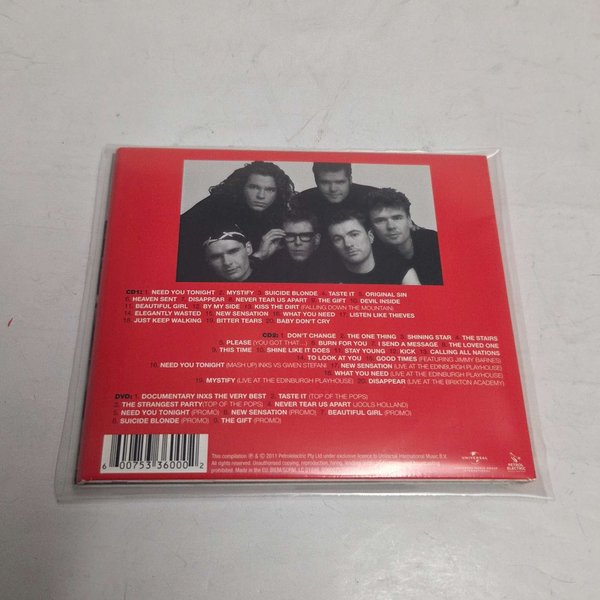 CD1: 1 NEED YOU TONIGHT 2 MYSTIFY 3 SUICIDE BLONDE 4 TASTE IT 5 ORIGINAL SIN
6 HEAVEN SENT 7 DISAPPEAR 8 NEVER TEAR US APART 9 THE GIFT 10 DEVIL INSIDE
11 BEAUTIFUL GIRL 12 BY MY SIDE 13 KISS THE DIRT (FALLING DOWN THE MOUNTAIN)
14 ELEGANTLY WASTED 15 NEW SENSATION 16 WHAT YOU NEED 17 LISTEN LIKE THIEVES
18 JUST KEEP WALKING 19 BITTER TEARS 20 BABY DON'T CRY
CD2: 1 DON'T CHANGE 2 THE ONE THING 3 SHINING STAR 4 THE STAIRS
5 PLEASE (YOU GOT THAT...) 6 BURN FOR YOU 7 I SEND A MESSAGE 8 THE LOVED ONE
9 THIS TIME 10 SHINE LIKE IT DOES 11 STAY YOUNG 12 KICK 13 CALLING ALL NATIONS
14 TO LOOK AT YOU 15 GOOD TIMES (FEATURING JIMMY BARNES)
16 NEED YOU TONIGHT (MASH UP) INXS VS GWEN STEFANI 17 NEW SENSATION (LIVE AT THE EDINBURGH PLAYHOUSE)
18 WHAT YOU NEED (LIVE AT THE EDINBURGH PLAYHOUSE)
19 MYSTIFY (LIVE AT THE EDINBURGH PLAYHOUSE) 20 DISAPPEAR (LIVE AT THE BRIXTON ACADEMY)
DVD: 1 DOCUMENTARY INXS THE VERY BEST 2 TASTE IT (TOP OF THE POPS)
3 THE STRANGEST PARTY (TOP OF THE POPS) 4 NEVER TEAR US APART (JOOLS HOLLAND)
5 NEED YOU TONIGHT (PROMO) 6 NEW SENSATION (PROMO) 7 BEAUTIFUL GIRL (PROMO)
8 SUICIDE BLONDE (PROMO) 9 THE GIFT (PROMO)
6 00753 36000 2
This compilation ℗ & © 2011 Petrolelectric Pty Ltd under exclusive licence to Universal International Music B.V.
All rights reserved. Unauthorised copying, reproduction, hiring, lending
prohibited. Made in the EU. BIEM/SDRM. LC
UNIVERSAL
PETROL ELECTRIC